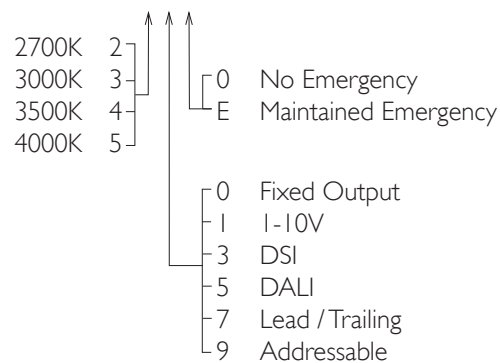 2700K 2
3000K 3
3500K 4
4000K 5
0 No Emergency
E Maintained Emergency
0 Fixed Output
1 1-10V
3 DSI
5 DALI
7 Lead / Trailing
9 Addressable